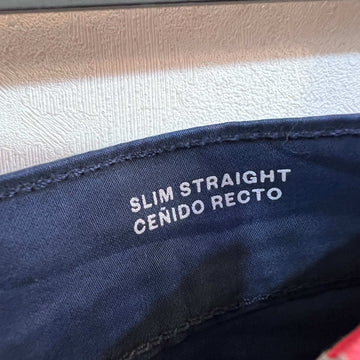 SLIM STRAIGHT
CEÑIDO RECTO